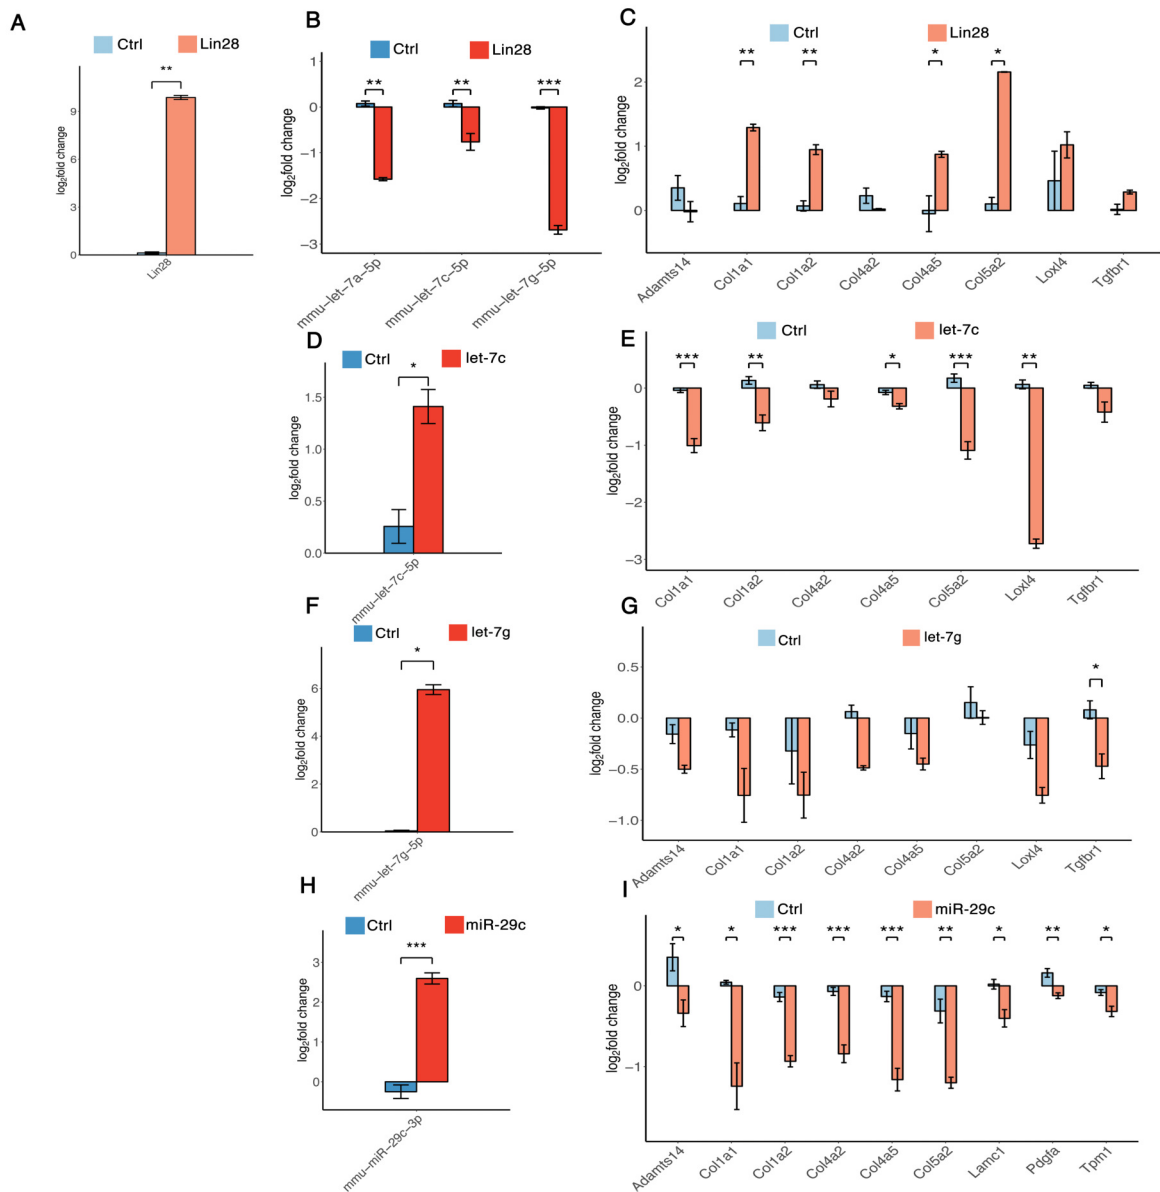 A
Ctrl
Lin28
**
9
6
3
0
log2fold change
Lin28
B
Ctrl
Lin28
1
0
−1
−2
−3
log2fold change
**
**
***
mmu−let−7a−5p
mmu−let−7c−5p
mmu−let−7g−5p
C
Ctrl
Lin28
2
1
0
log2fold change
**
**
*
*
Adamts14
Col1a1
Col1a2
Col4a2
Col4a5
Col5a2
Loxl4
Tgfbr1
D
Ctrl
let-7c
*
1.5
1.0
0.5
0.0
log2fold change
mmu−let−7c−5p
E
Ctrl
let-7c
0
−1
−2
−3
log2fold change
***
**
*
***
**
Col1a1
Col1a2
Col4a2
Col4a5
Col5a2
Loxl4
Tgfbr1
F
Ctrl
let-7g
*
6
4
2
0
log2fold change
mmu−let−7g−5p
G
Ctrl
let-7g
0.5
0.0
−0.5
−1.0
log2fold change
*
Adamts14
Col1a1
Col1a2
Col4a2
Col4a5
Col5a2
Loxl4
Tgfbr1
H
Ctrl
miR-29c
***
3
2
1
0
log2fold change
mmu−miR−29c−3p
I
Ctrl
miR-29c
0
−1
log2fold change
*
*
***
***
***
**
*
**
*
Adamts14
Col1a1
Col1a2
Col4a2
Col4a5
Col5a2
Lamc1
Pdgfa
Tpm1